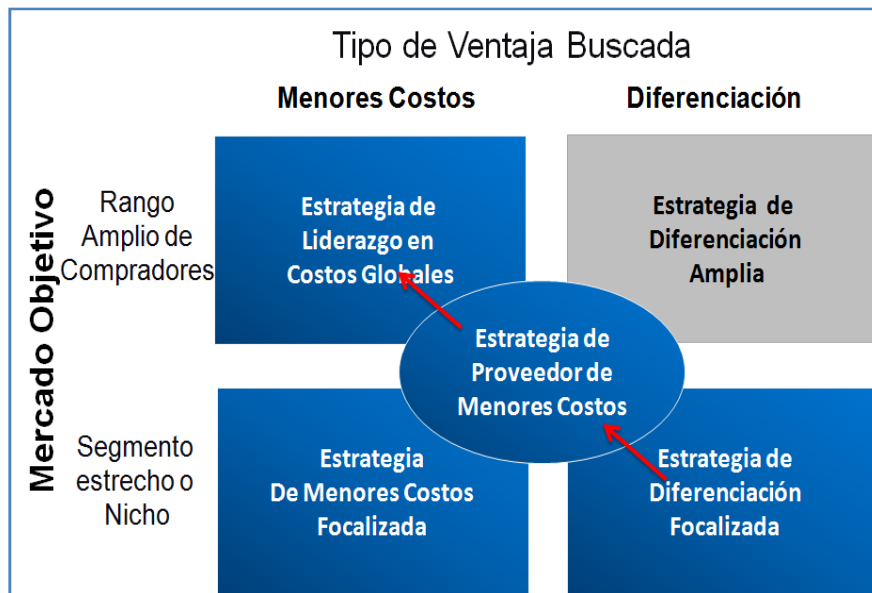 Tipo de Ventaja Buscada
Menores Costos
Diferenciación
Mercado Objetivo
Rango
Amplio de
Compradores
Estrategia de
Liderazgo en
Costos Globales
Estrategia de
Diferenciación
Amplia
Estrategia de
Proveedor de
Menores Costos
Segmento
estrecho o
Nicho
Estrategia
De Menores Costos
Focalizada
Estrategia de
Diferenciación
Focalizada